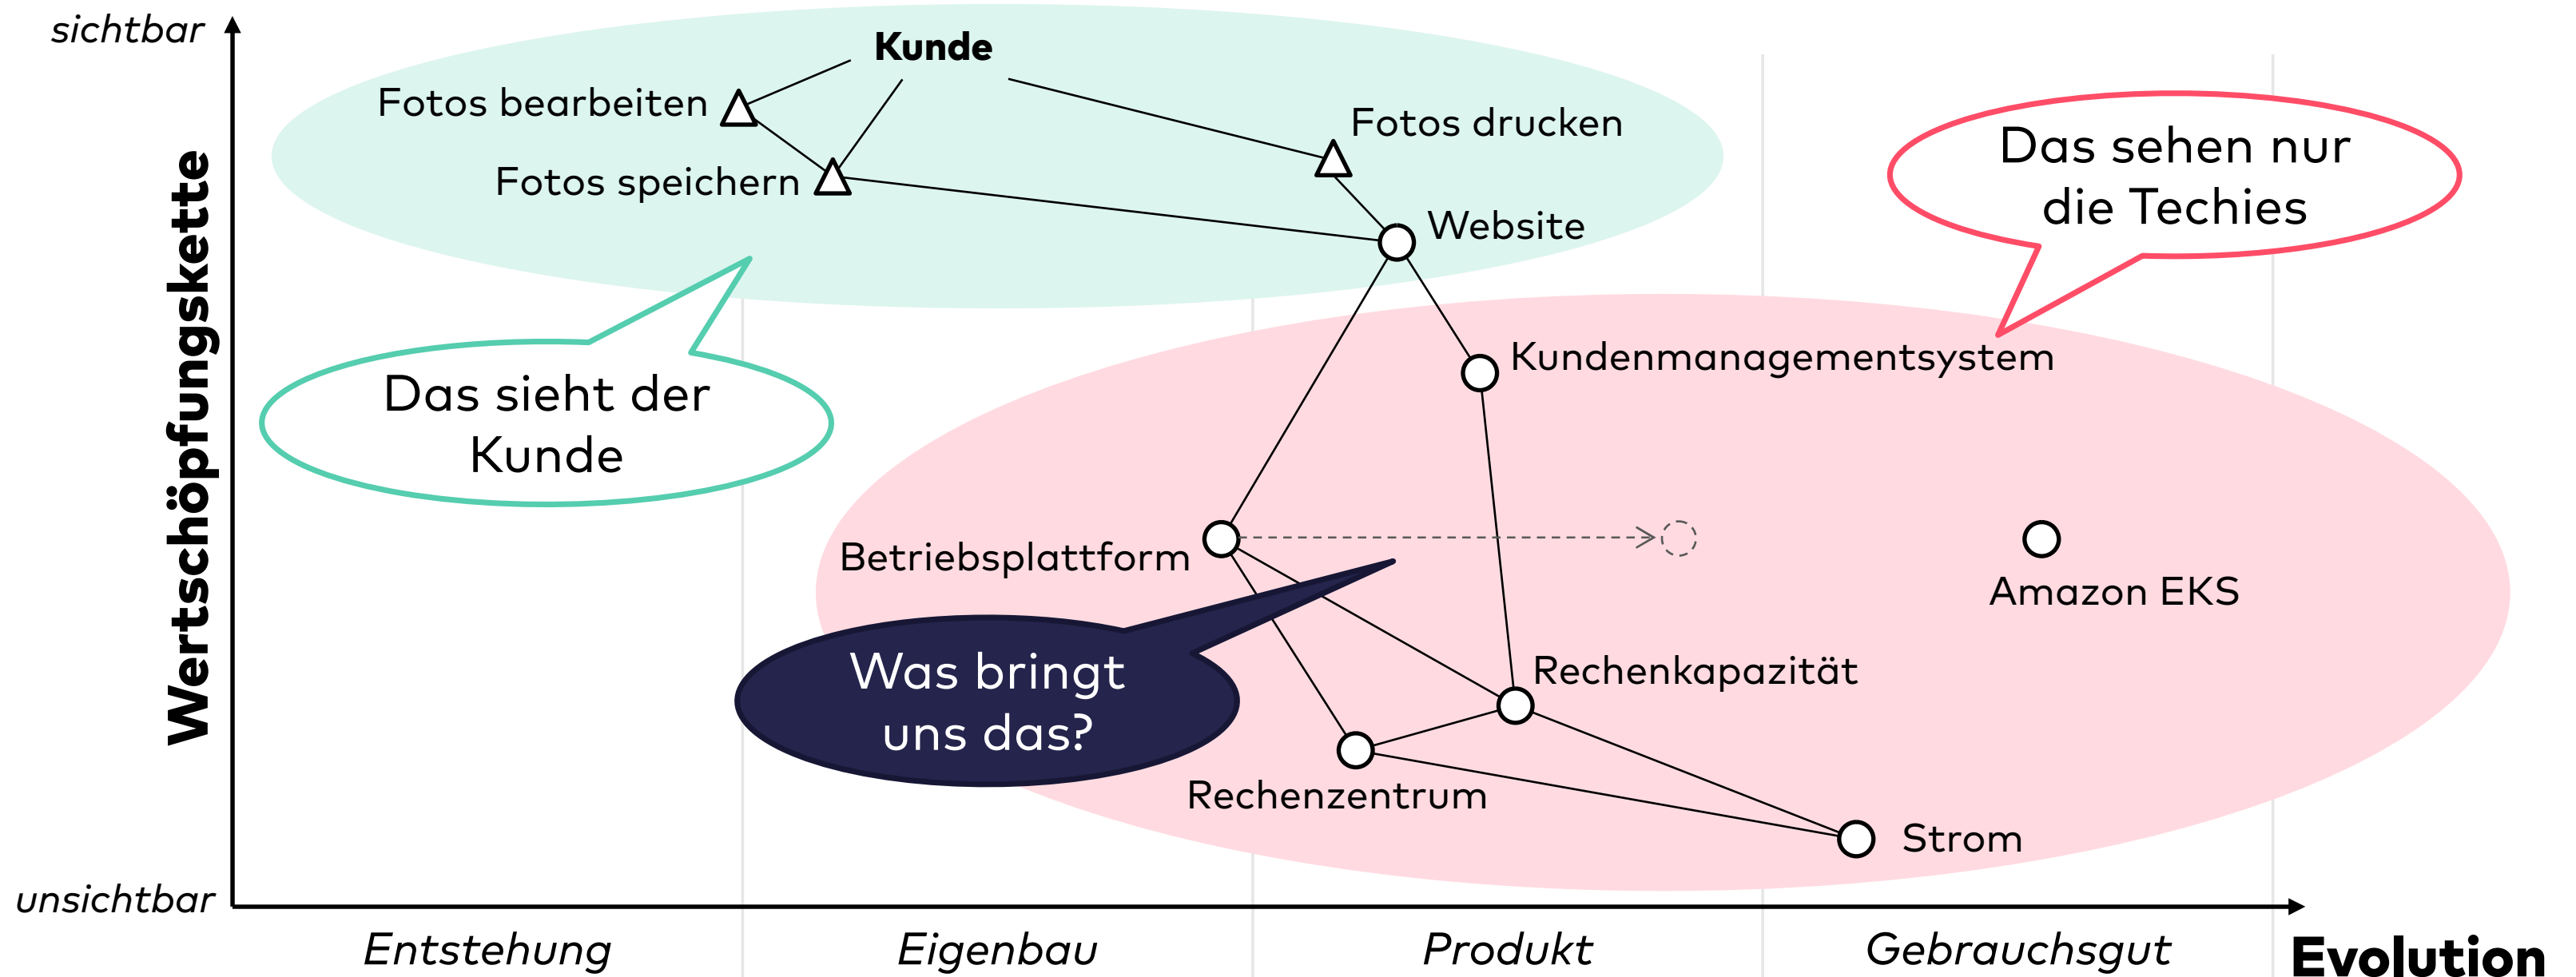 sichtbar
Kunde
Fotos bearbeiten
Fotos drucken
Fotos speichern
Website
Das sehen nur
die Techies
Wertschöpfungskette
Das sieht der
Kunde
Kundenmanagementsystem
Betriebsplattform
Amazon EKS
Was bringt
uns das?
Rechenkapazität
Rechenzentrum
Strom
unsichtbar
Entstehung
Eigenbau
Produkt
Gebrauchsgut
Evolution